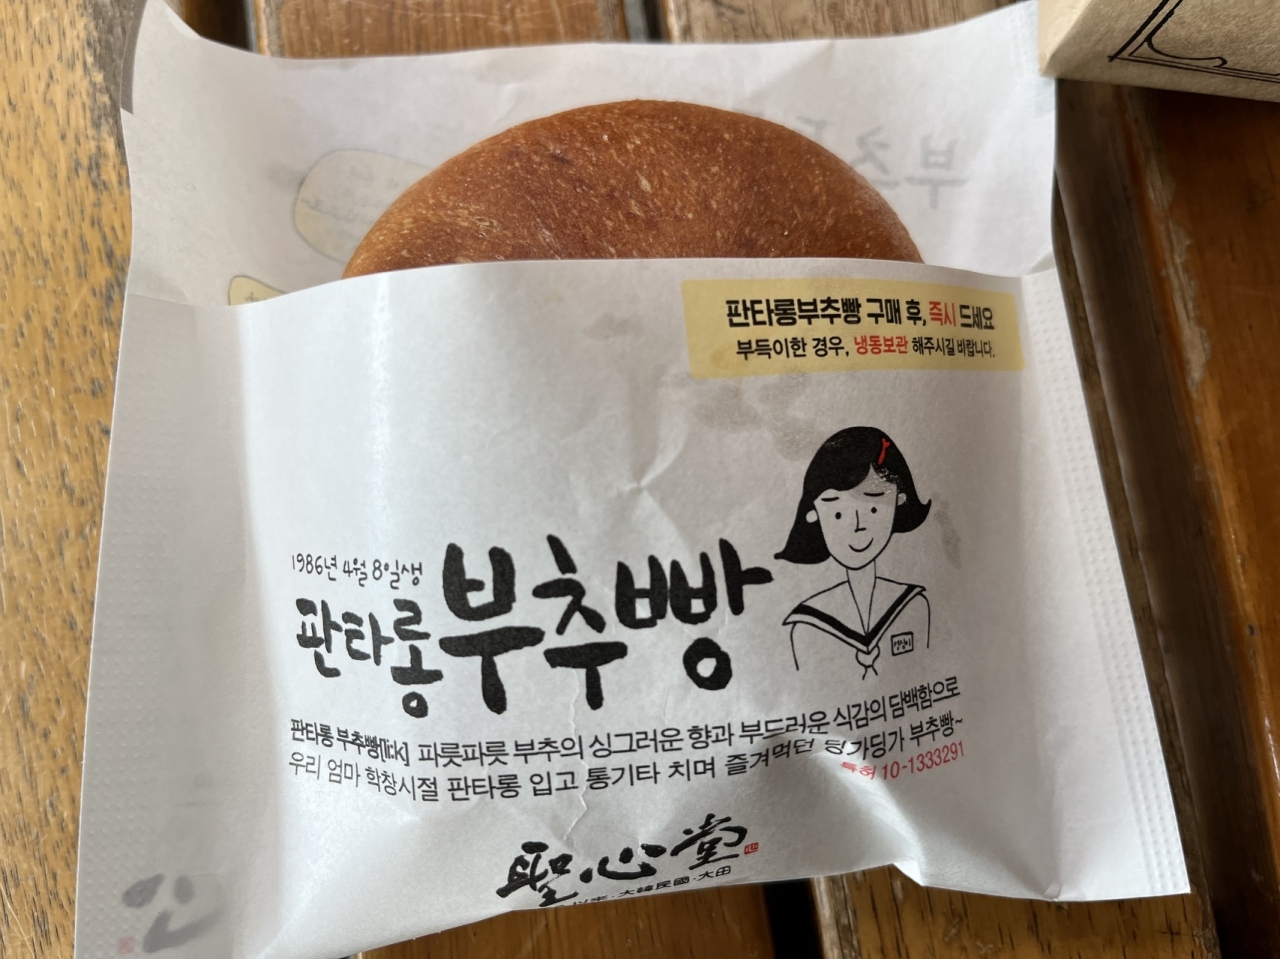 판타롱부추빵 구매 후, 즉시 드세요
부득이한 경우, 냉동보관 해주시길 바랍니다.
1986년 4월 8일생
판타롱 부추빵
판타롱 부추빵[lεεk] 파릇파릇 부추의 싱그러운 향과 부드러운 식감의 담백함으로
우리 엄마 학창시절 판타롱 입고 통기타 치며 즐겨먹던 딩가딩가 부추빵~
특허 10-1333291
聖心堂
以來·大韓民國·大田